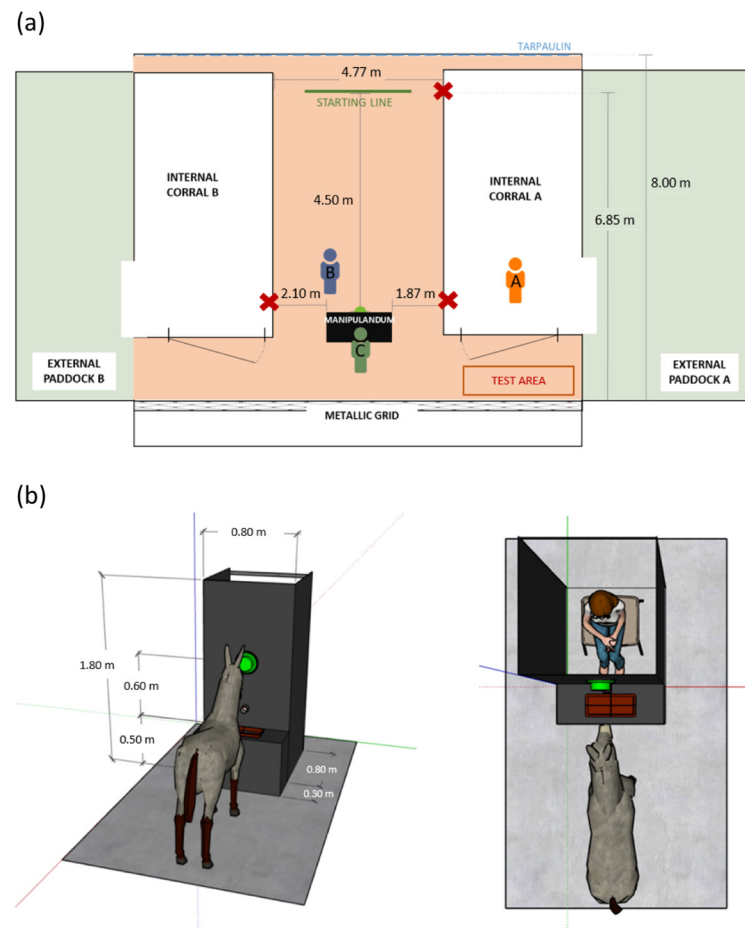 (a)
TARPAULIN
4.77 m
STARTING LINE
INTERNAL
CORRAL B
INTERNAL
CORRAL A
8.00 m
4.50 m
6.85 m
B
A
2.10 m
1.87 m
MANIPULANDUM
C
EXTERNAL
PADDOCK B
TEST AREA
EXTERNAL
PADDOCK A
METALLIC GRID
(b)
0.80 m
1.80 m
0.60 m
0.50 m
0.80 m
0.30 m